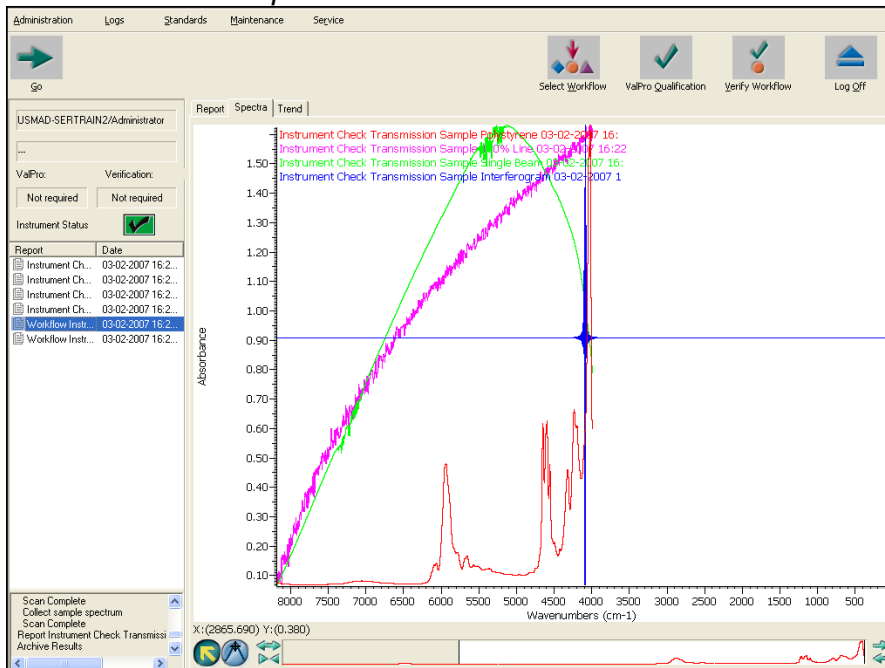 Administration Logs Standards Maintenance Service
Go
Select Workflow ValPro Qualification Verify Workflow Log Off
USMAD-SERTRAIN2/Administrator
...
ValPro: Verification:
Not required Not required
Instrument Status
Report Date
Instrument Ch... 03-02-2007 16:2...
Instrument Ch... 03-02-2007 16:2...
Instrument Ch... 03-02-2007 16:2...
Instrument Ch... 03-02-2007 16:2...
Workflow Instr... 03-02-2007 16:2...
Workflow Instr... 03-02-2007 16:2...
Scan Complete
Collect sample spectrum
Scan Complete
Report Instrument Check Transmissi
Archive Results
Report Spectra Trend
Instrument Check Transmission Sample Polystyrene 03-02-2007 16:
Instrument Check Transmission Sample Line 03-02-2007 16:22
Instrument Check Transmission Sample Single Beam 03-02-2007 16:
Instrument Check Transmission Sample Interferogram 03-02-2007 1
1.50
1.40
1.30
1.20
1.10
1.00
0.90
0.80
0.70
0.60
0.50
0.40
0.30
0.20
0.10
Absorbance
8000 7500 7000 6500 6000 5500 5000 4500 4000 3500 3000 2500 2000 1500 1000 500
Wavenumbers (cm-1)
X:(2865.690) Y:(0.380)